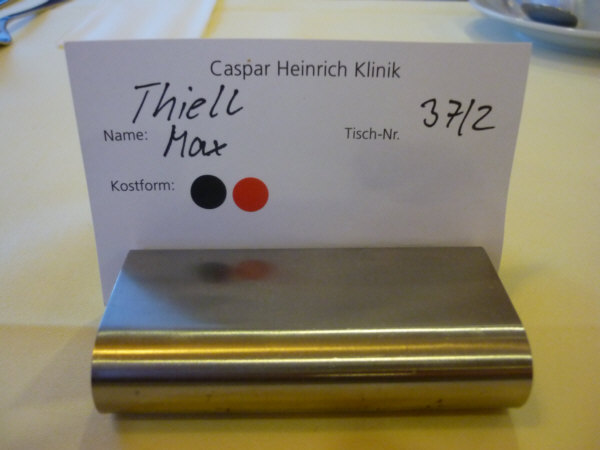 Caspar Heinrich Klinik
Thiell
Name: Max
Tisch-Nr. 37/2
Kostform: